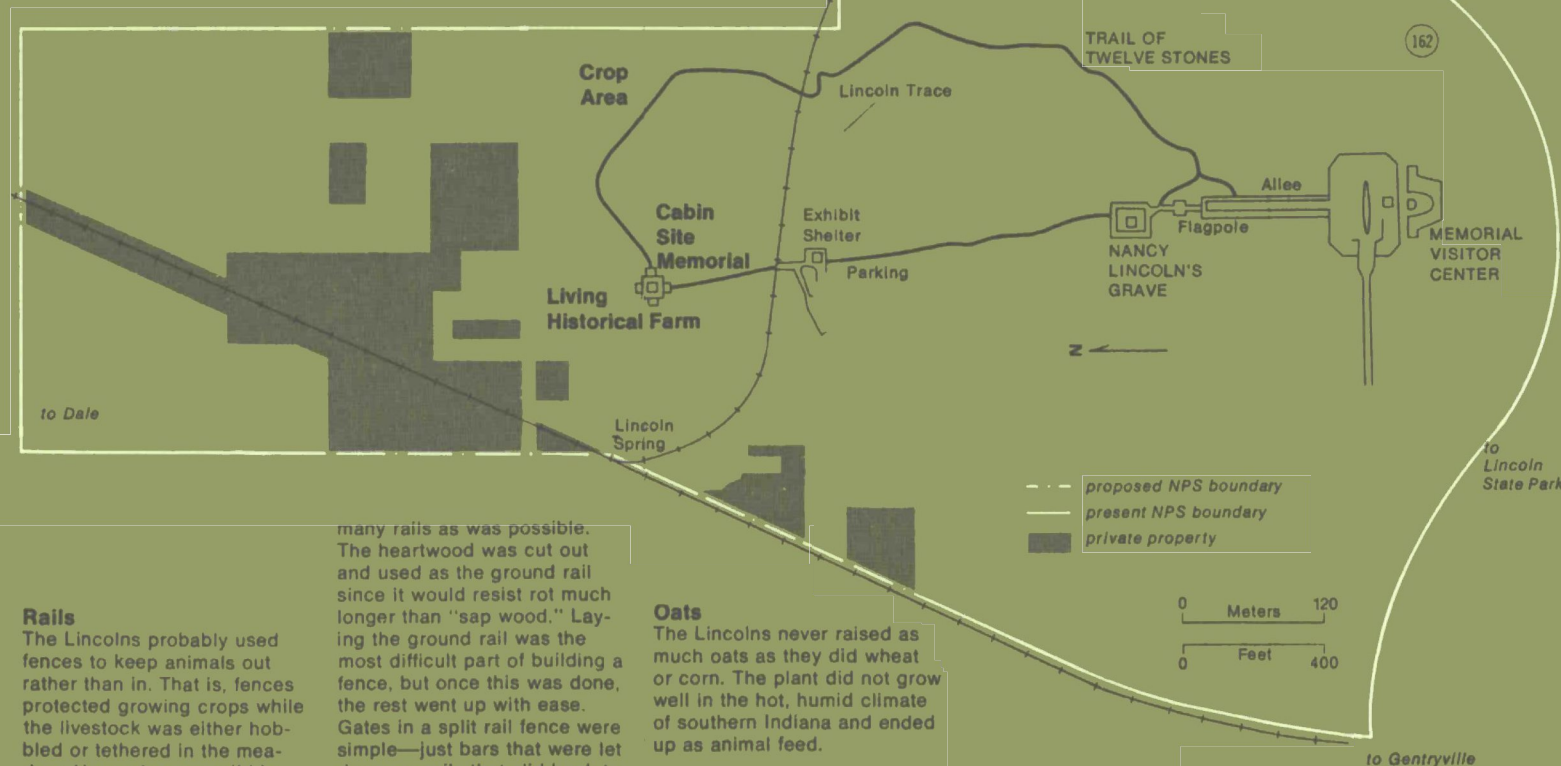 TRAIL OF
TWELVE STONES
162
Crop
Area
Lincoln Trace
Allee
Cabin
Site
Memorial
Exhibit
Shelter
Flagpole
MEMORIAL
VISITOR
CENTER
NANCY
LINCOLN'S
GRAVE
Parking
Living
Historical Farm
N
to Dale
Lincoln
Spring
to
Lincoln
State Park
proposed NPS boundary
present NPS boundary
private property
0 Meters 120
0 Feet 400
to Gentryville
Rails
The Lincolns probably used
fences to keep animals out
rather than in. That is, fences
protected growing crops while
the livestock was either hob-
bled or tethered in the mea-
many rails as was possible.
The heartwood was cut out
and used as the ground rail
since it would resist rot much
longer than "sap wood." Lay-
ing the ground rail was the
most difficult part of building a
fence, but once this was done,
the rest went up with ease.
Gates in a split rail fence were
simple—just bars that were let
Oats
The Lincolns never raised as
much oats as they did wheat
or corn. The plant did not grow
well in the hot, humid climate
of southern Indiana and ended
up as animal feed.